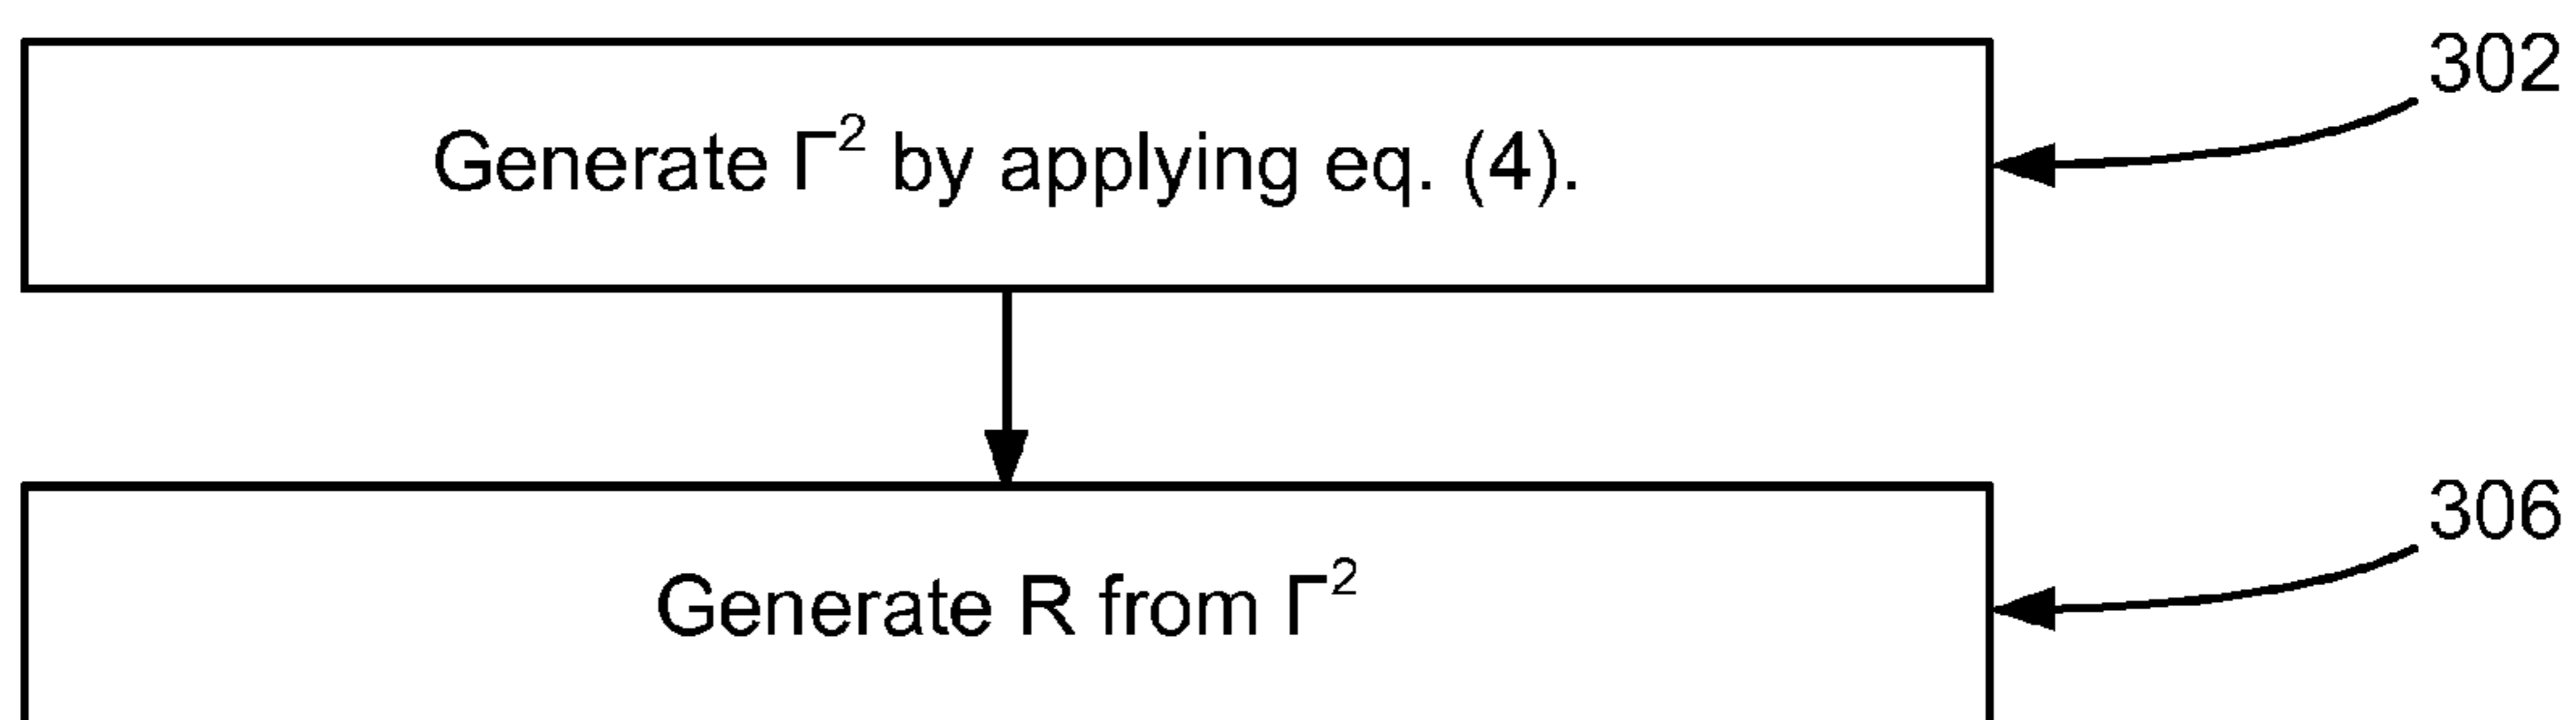 302
Generate Γ² by applying eq. (4).
306
Generate R from Γ²